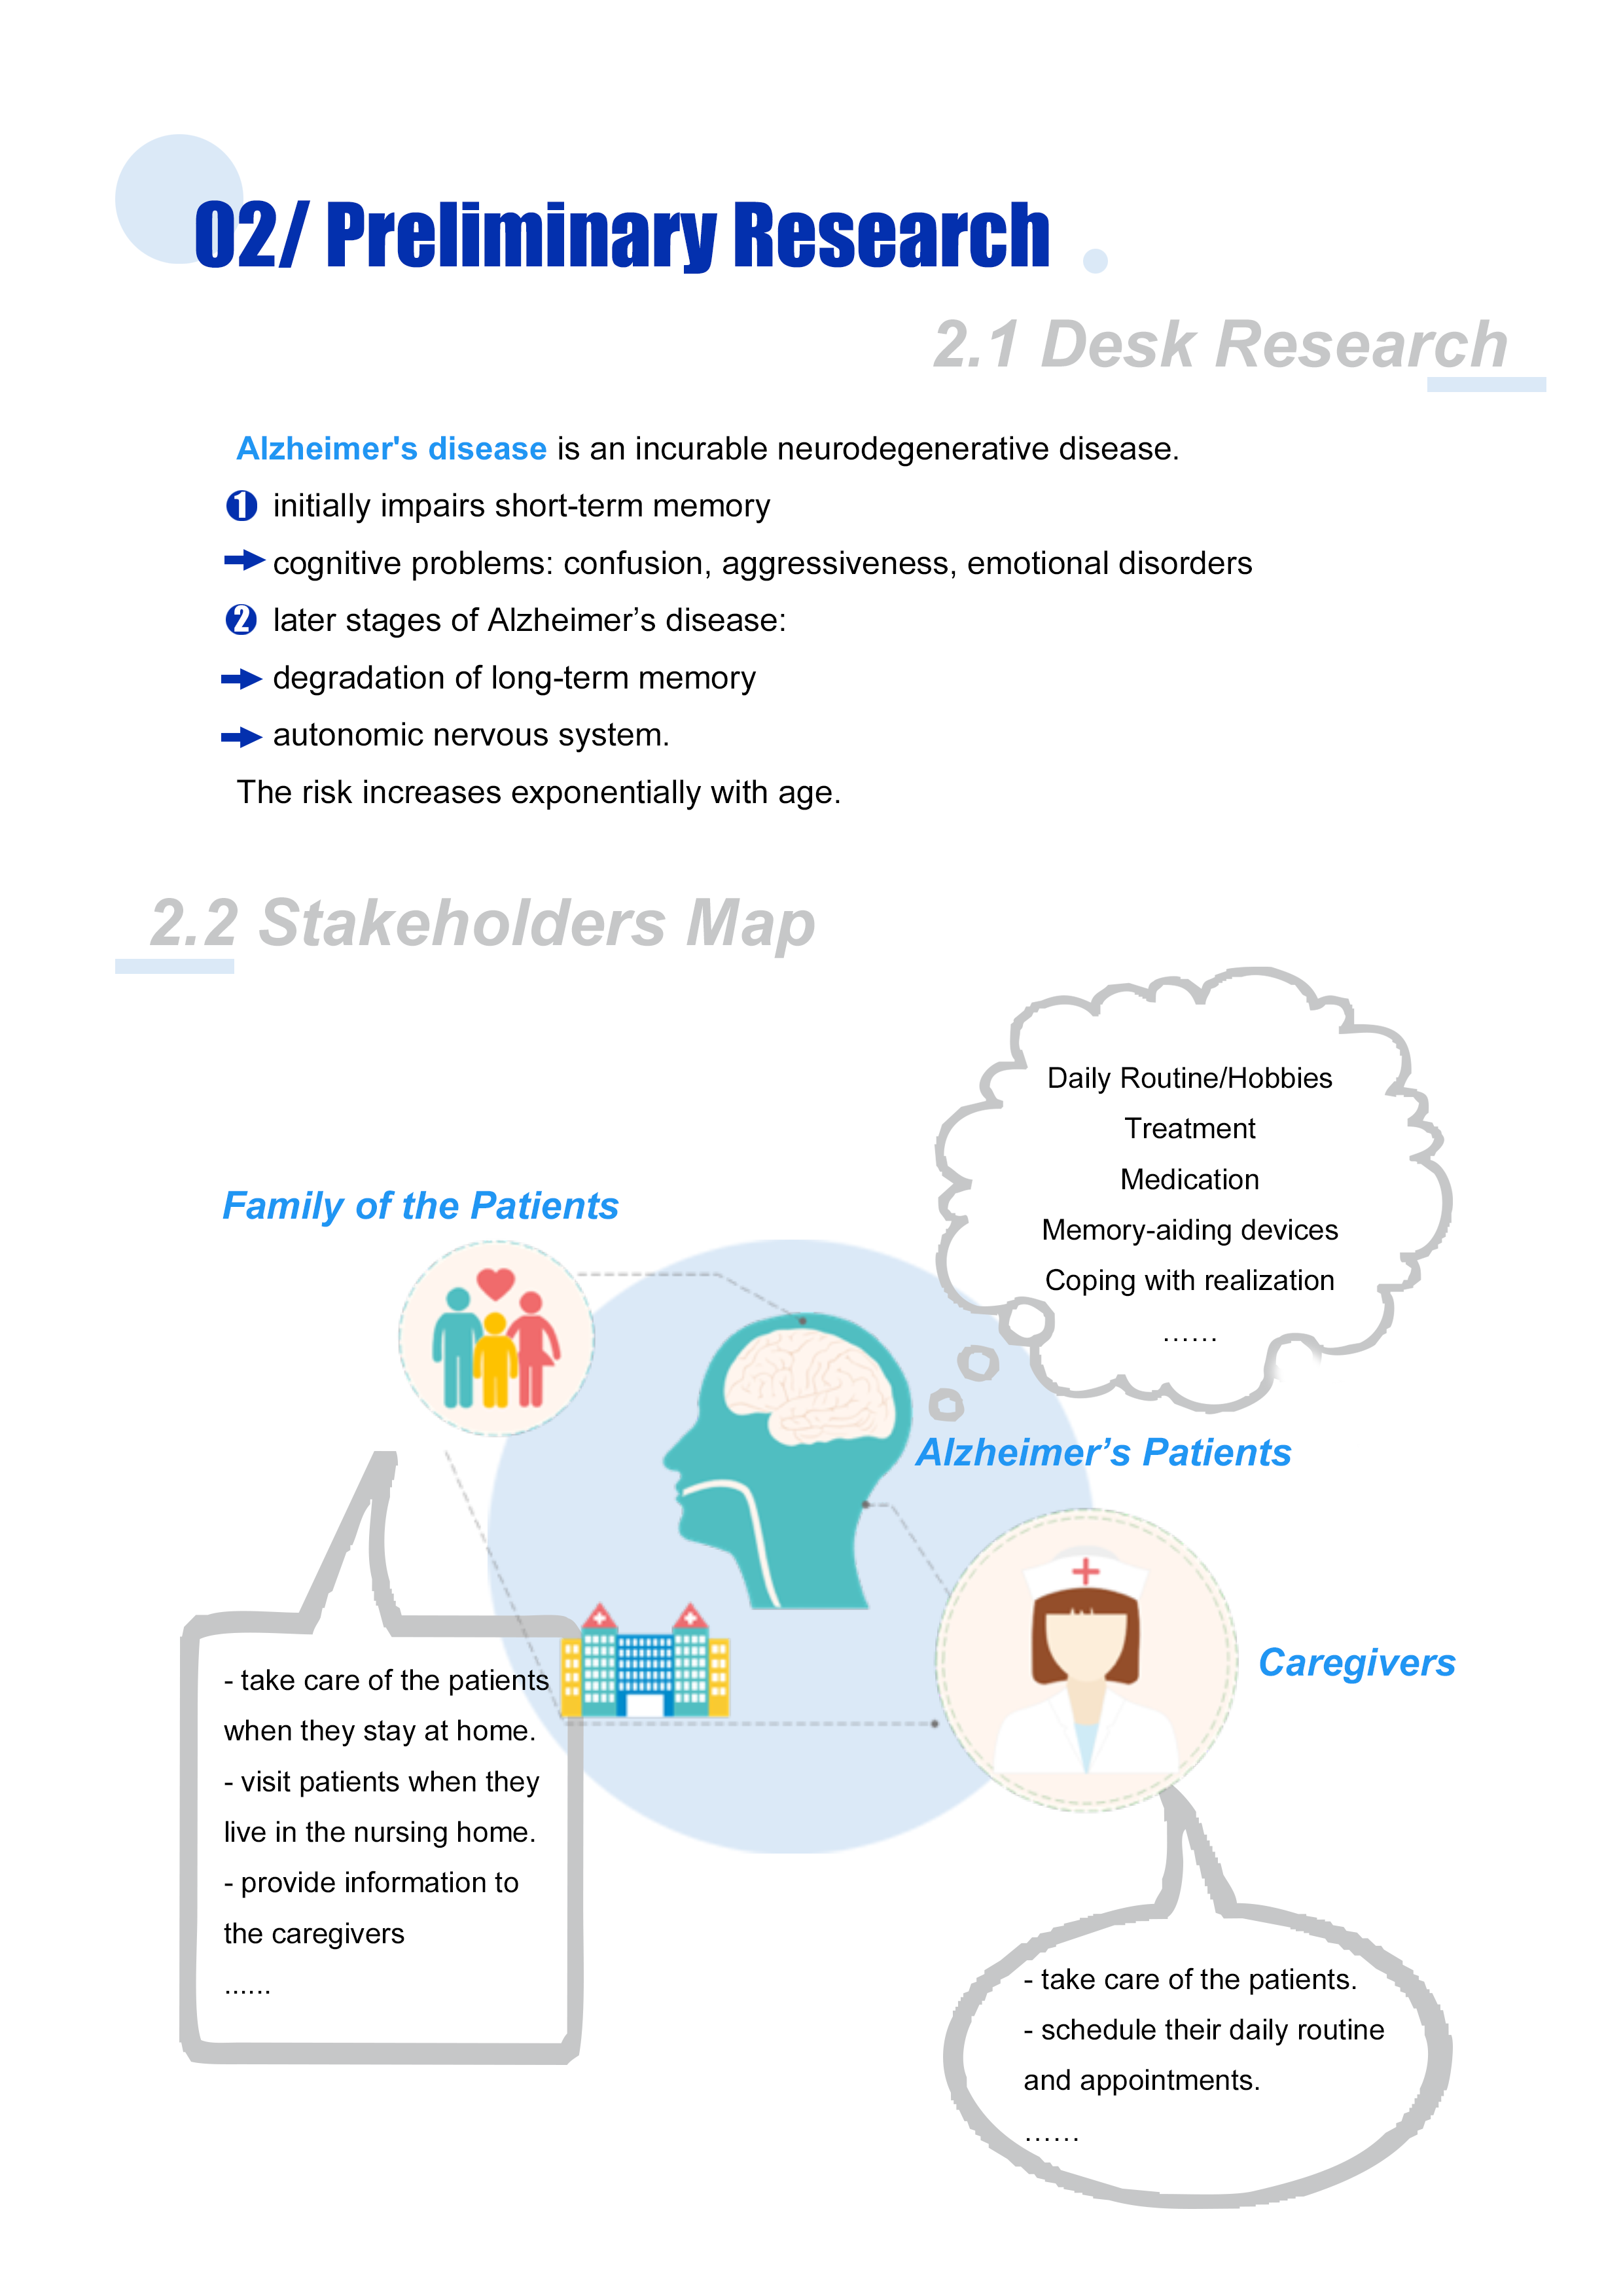 02/ Preliminary Research
2.1 Desk Research
Alzheimer's disease is an incurable neurodegenerative disease.
1 initially impairs short-term memory
cognitive problems: confusion, aggressiveness, emotional disorders
2 later stages of Alzheimer’s disease:
degradation of long-term memory
autonomic nervous system.
The risk increases exponentially with age.
2.2 Stakeholders Map
Daily Routine/Hobbies
Treatment
Medication
Memory-aiding devices
Coping with realization
……
Family of the Patients
Alzheimer’s Patients
Caregivers
- take care of the patients
when they stay at home.
- visit patients when they
live in the nursing home.
- provide information to
the caregivers
......
- take care of the patients.
- schedule their daily routine
and appointments.
……